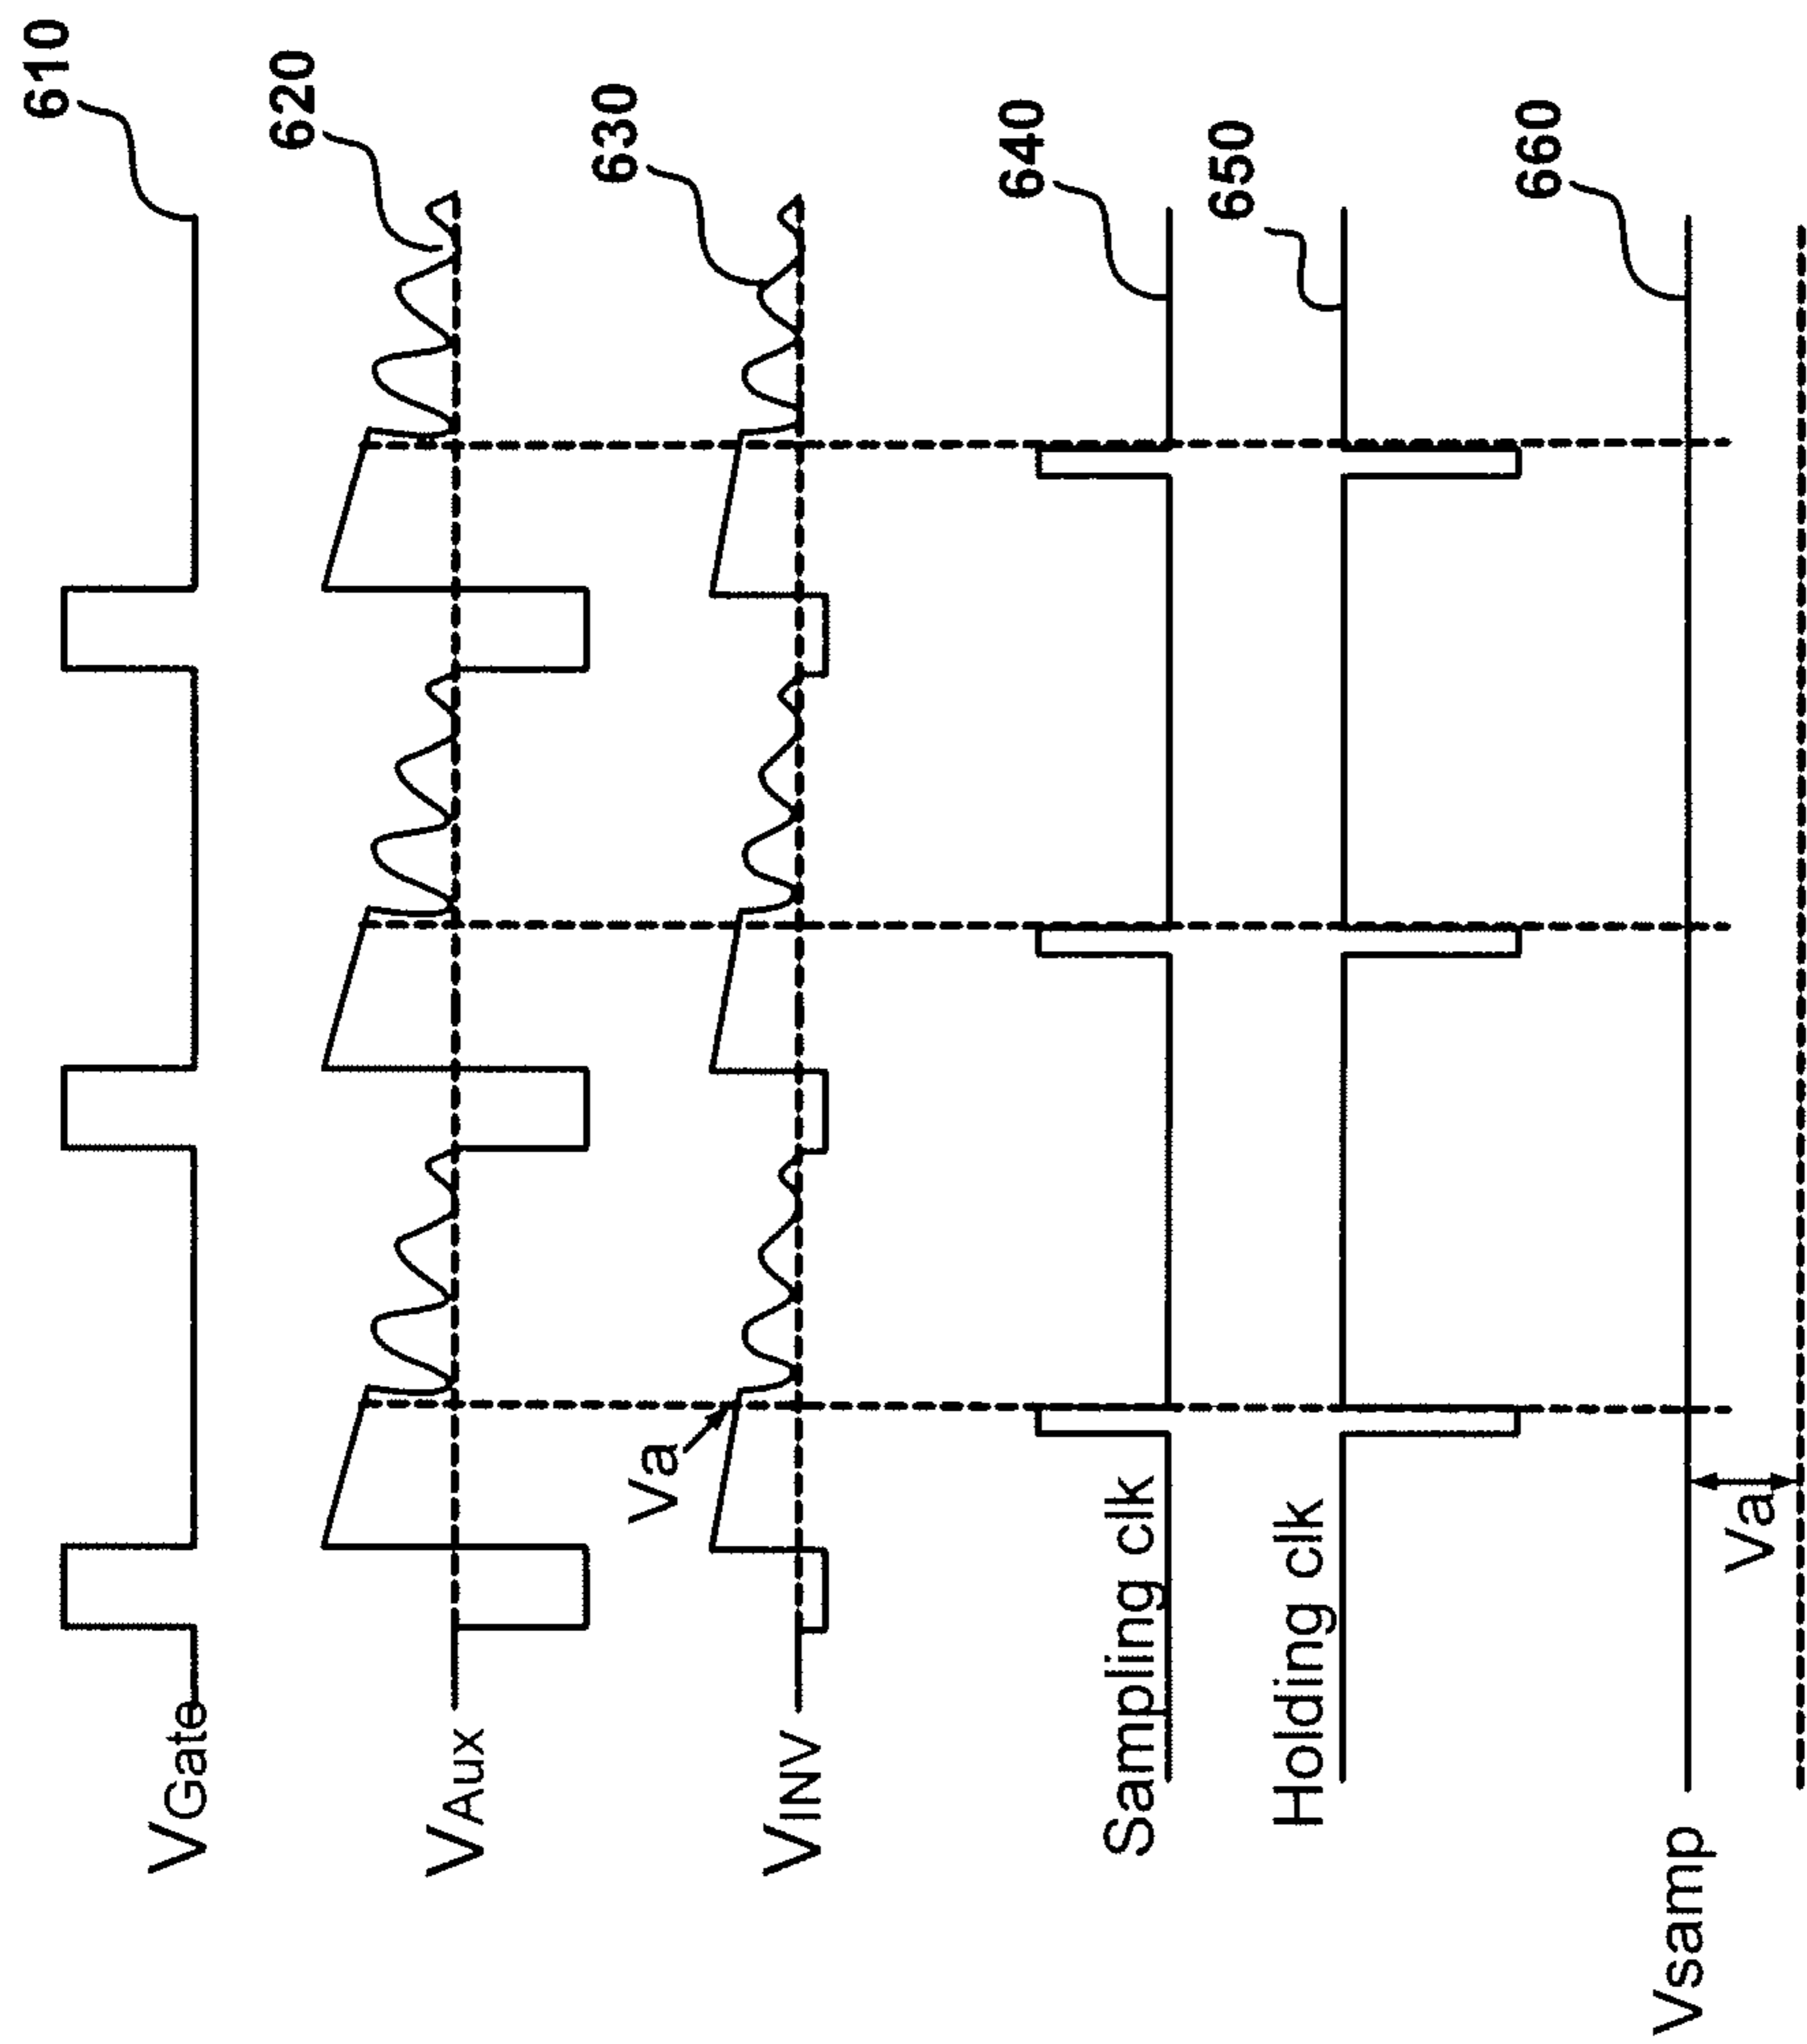 VGate
610
VAux
620
VINV
Va
630
Sampling clk
640
Holding clk
650
Vsamp
Va
660